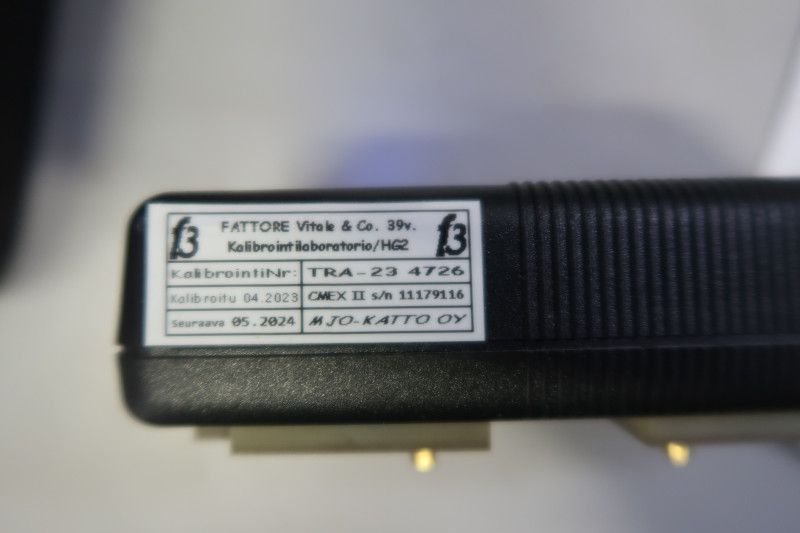 f3 FATTORE Vitale & Co. 39v. f3
Kalibrointilaboratorio/HG2
KalibrointiNr: TRA-23 4726
Kalibroitu 04.2023 CMEX II s/n 11179116
Seuraava 05.2024 MJO-KATTO OY